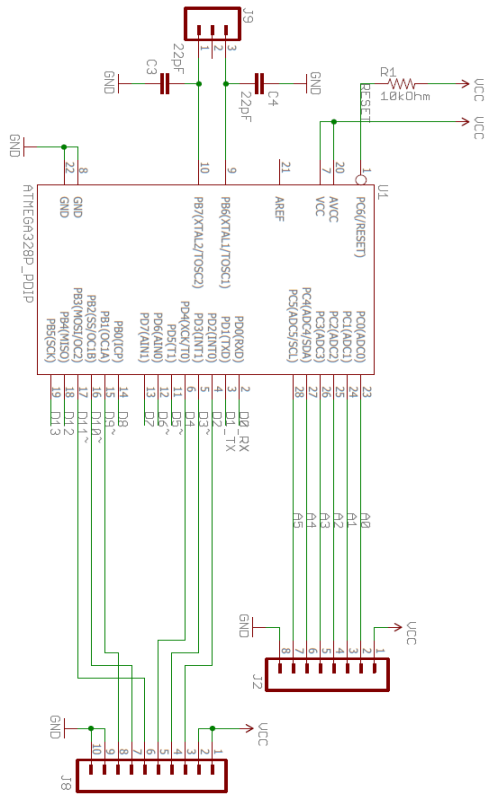 J9
1
2
3
22pF
C3
GND
C4
22pF
GND
R1
10kOhm
VCC
RESET
VCC
GND
22
8
10
9
21
7
20
1
U1
ATMEGA328P_PDIP
GND
GND
PB7(XTAL2/TOSC2)
PB6(XTAL1/TOSC1)
AREF
VCC
AVCC
PC6(/RESET)
PB5(SCK)
PB4(MISO)
PB3(MOSI/OC2)
PB2(SS/OC1B)
PB1(OC1A)
PB0(ICP)
PD7(AIN1)
PD6(AIN0)
PD5(T1)
PD4(XCK/T0)
PD3(INT1)
PD2(INT0)
PD1(TXD)
PD0(RXD)
PC5(ADC5/SCL)
PC4(ADC4/SDA)
PC3(ADC3)
PC2(ADC2)
PC1(ADC1)
PC0(ADC0)
19
18
17
16
15
14
13
12
11
6
5
4
3
2
28
27
26
25
24
23
D13
D12
D11~
D10~
D9~
D8
D7
D6~
D5~
D4
D3~
D2
D1_TX
D0_RX
A5
A4
A3
A2
A1
A0
VCC
GND
8
7
6
5
4
3
2
1
J2
VCC
GND
10
9
8
7
6
5
4
3
2
1
J8